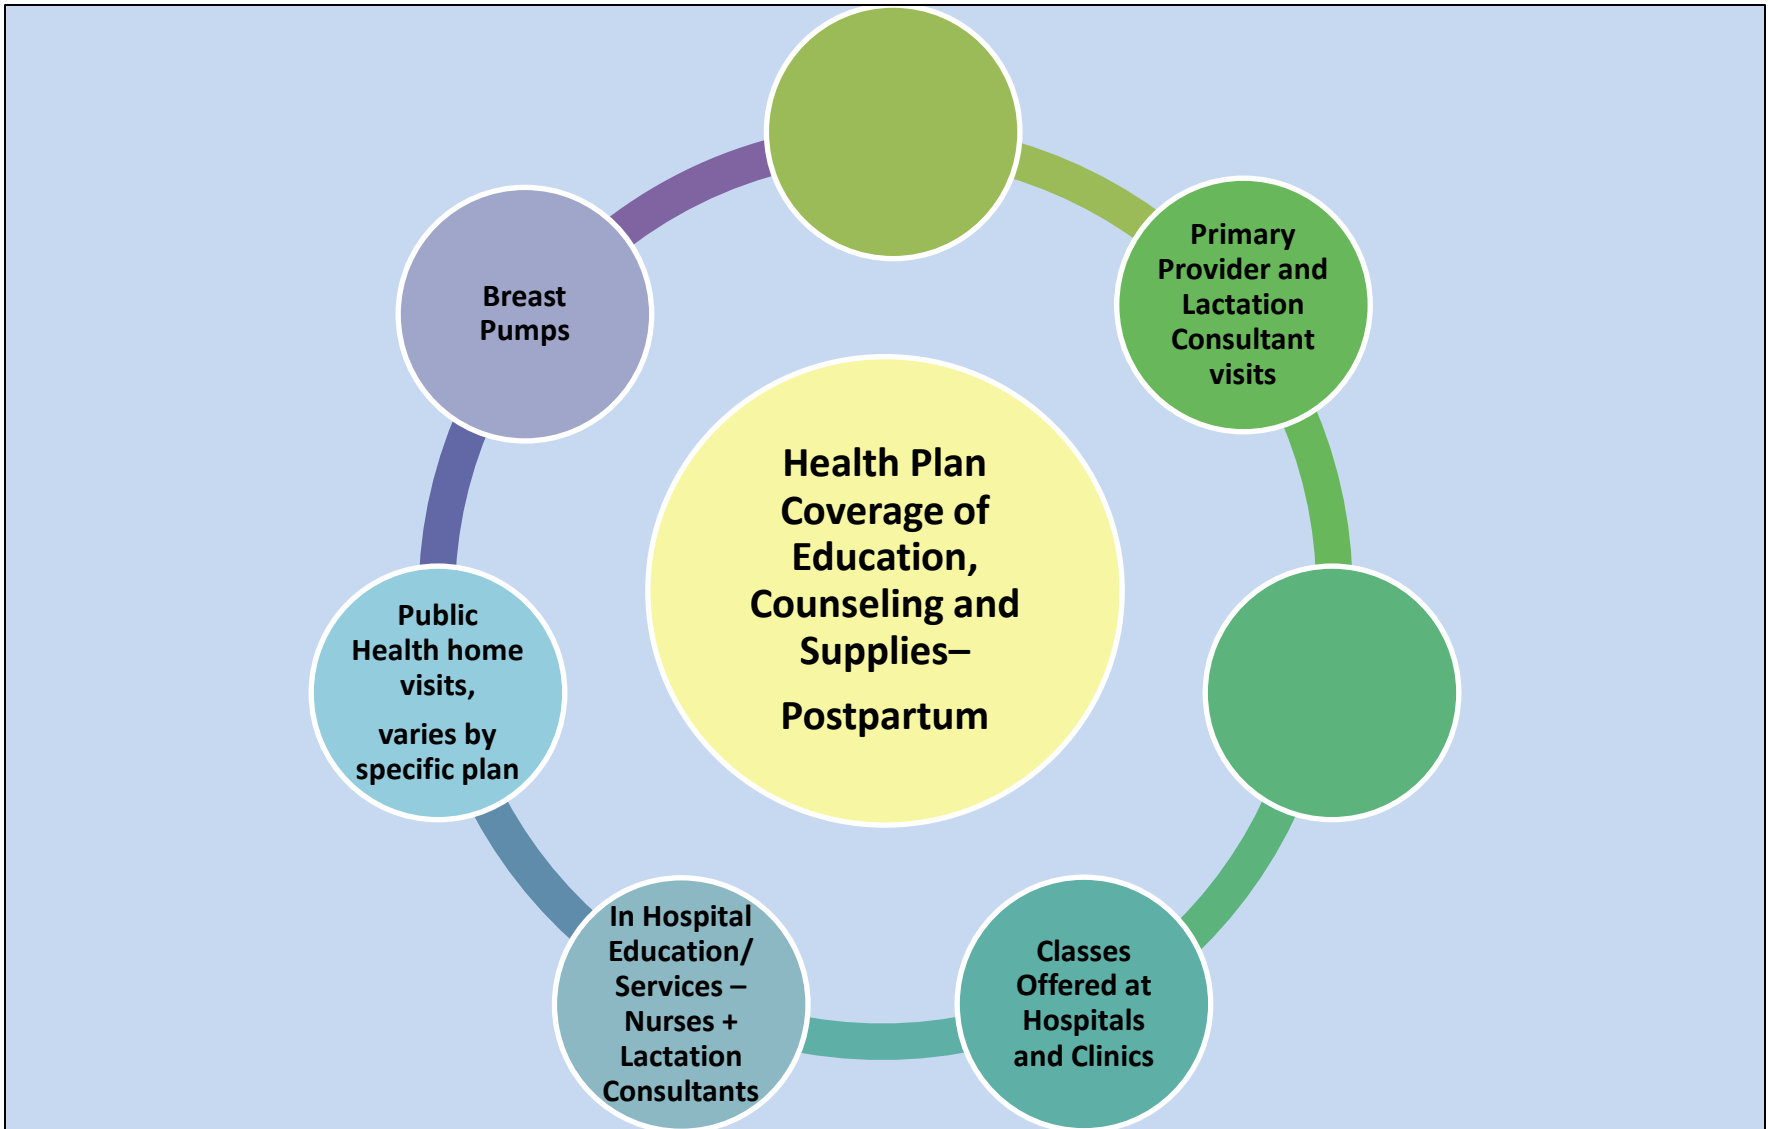 Primary
Provider and
Lactation
Consultant
visits
Breast
Pumps
Health Plan
Coverage of
Education,
Counseling and
Supplies–
Postpartum
Public
Health home
visits,
varies by
specific plan
In Hospital
Education/
Services –
Nurses +
Lactation
Consultants
Classes
Offered at
Hospitals
and Clinics